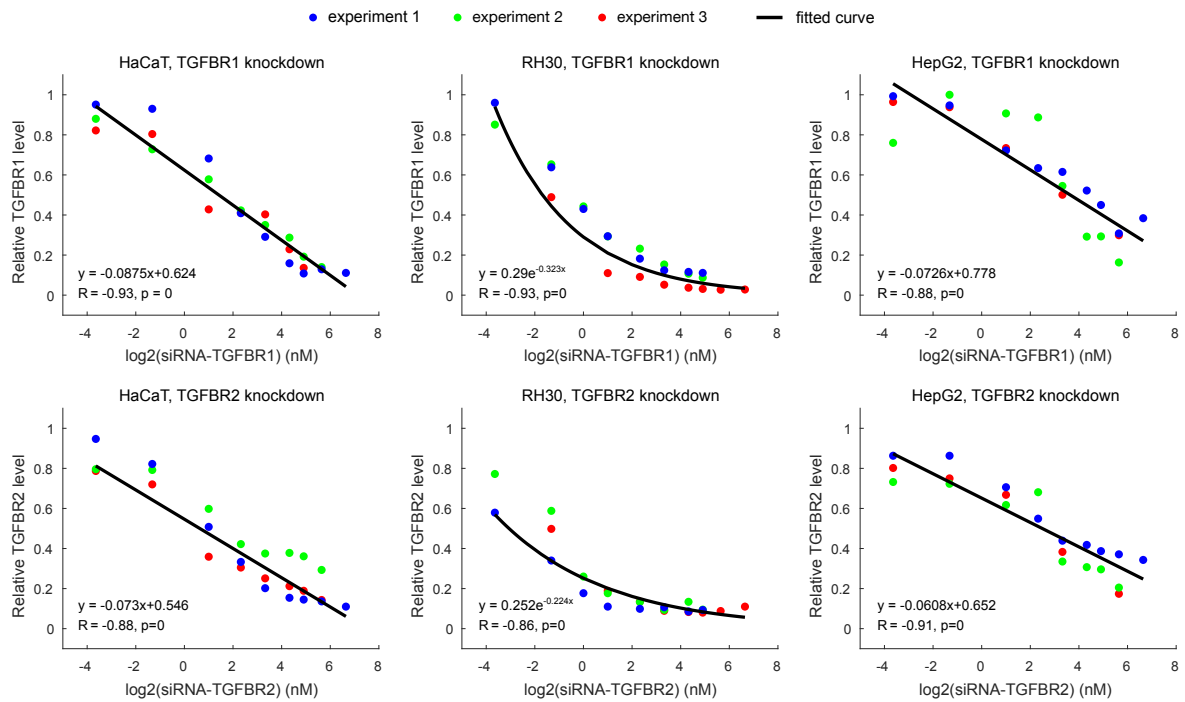 experiment 1 experiment 2 experiment 3 fitted curve
HaCaT, TGFBR1 knockdown
Relative TGFBR1 level
1
0.8
0.6
0.4
0.2
0
y = -0.0875x+0.624
R = -0.93, p = 0
-4 -2 0 2 4 6 8
log2(siRNA-TGFBR1) (nM)
RH30, TGFBR1 knockdown
Relative TGFBR1 level
1
0.8
0.6
0.4
0.2
0
y = 0.29e^-0.323x
R = -0.93, p=0
-4 -2 0 2 4 6 8
log2(siRNA-TGFBR1) (nM)
HepG2, TGFBR1 knockdown
Relative TGFBR1 level
1
0.8
0.6
0.4
0.2
0
y = -0.0726x+0.778
R = -0.88, p=0
-4 -2 0 2 4 6 8
log2(siRNA-TGFBR1) (nM)
HaCaT, TGFBR2 knockdown
Relative TGFBR2 level
1
0.8
0.6
0.4
0.2
0
y = -0.073x+0.546
R = -0.88, p=0
-4 -2 0 2 4 6 8
log2(siRNA-TGFBR2) (nM)
RH30, TGFBR2 knockdown
Relative TGFBR2 level
1
0.8
0.6
0.4
0.2
0
y = 0.252e^-0.224x
R = -0.86, p=0
-4 -2 0 2 4 6 8
log2(siRNA-TGFBR2) (nM)
HepG2, TGFBR2 knockdown
Relative TGFBR2 level
1
0.8
0.6
0.4
0.2
0
y = -0.0608x+0.652
R = -0.91, p=0
-4 -2 0 2 4 6 8
log2(siRNA-TGFBR2) (nM)